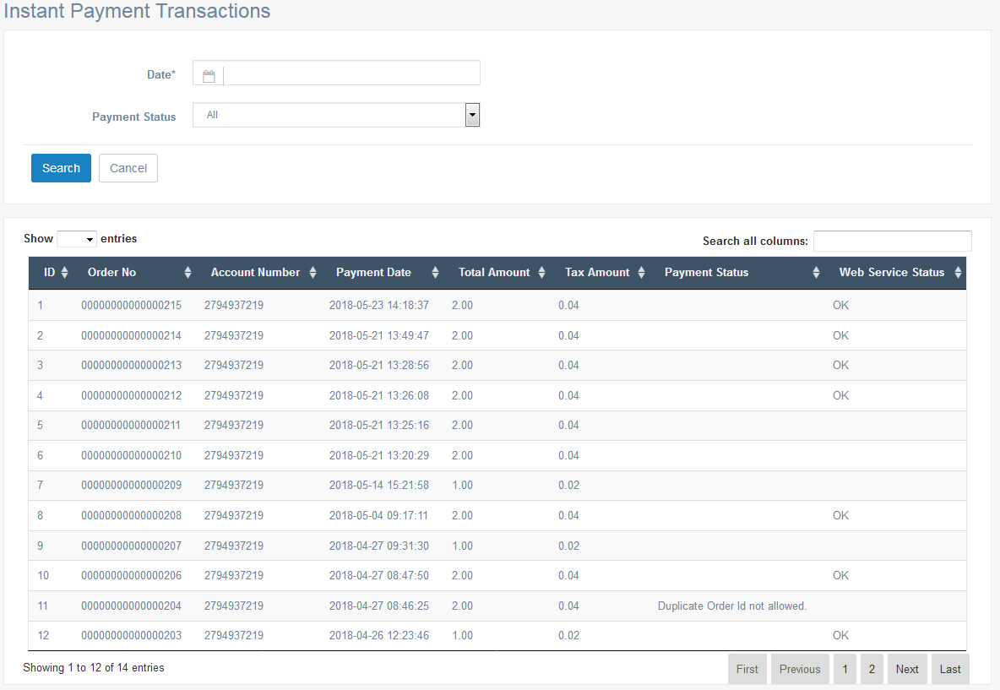 Instant Payment Transactions
Date*
Payment Status All
Search Cancel
Show entries Search all columns:
ID Order No Account Number Payment Date Total Amount Tax Amount Payment Status Web Service Status
1 00000000000000215 2794937219 2018-05-23 14:18:37 2.00 0.04 OK
2 00000000000000214 2794937219 2018-05-21 13:49:47 2.00 0.04 OK
3 00000000000000213 2794937219 2018-05-21 13:28:56 2.00 0.04 OK
4 00000000000000212 2794937219 2018-05-21 13:26:08 2.00 0.04 OK
5 00000000000000211 2794937219 2018-05-21 13:25:16 2.00 0.04
6 00000000000000210 2794937219 2018-05-21 13:20:29 2.00 0.04
7 00000000000000209 2794937219 2018-05-14 15:21:58 1.00 0.02
8 00000000000000208 2794937219 2018-05-04 09:17:11 2.00 0.04 OK
9 00000000000000207 2794937219 2018-04-27 09:31:30 1.00 0.02
10 00000000000000206 2794937219 2018-04-27 08:47:50 2.00 0.04 OK
11 00000000000000204 2794937219 2018-04-27 08:46:25 2.00 0.04 Duplicate Order Id not allowed.
12 00000000000000203 2794937219 2018-04-26 12:23:46 1.00 0.02 OK
Showing 1 to 12 of 14 entries First Previous 1 2 Next Last